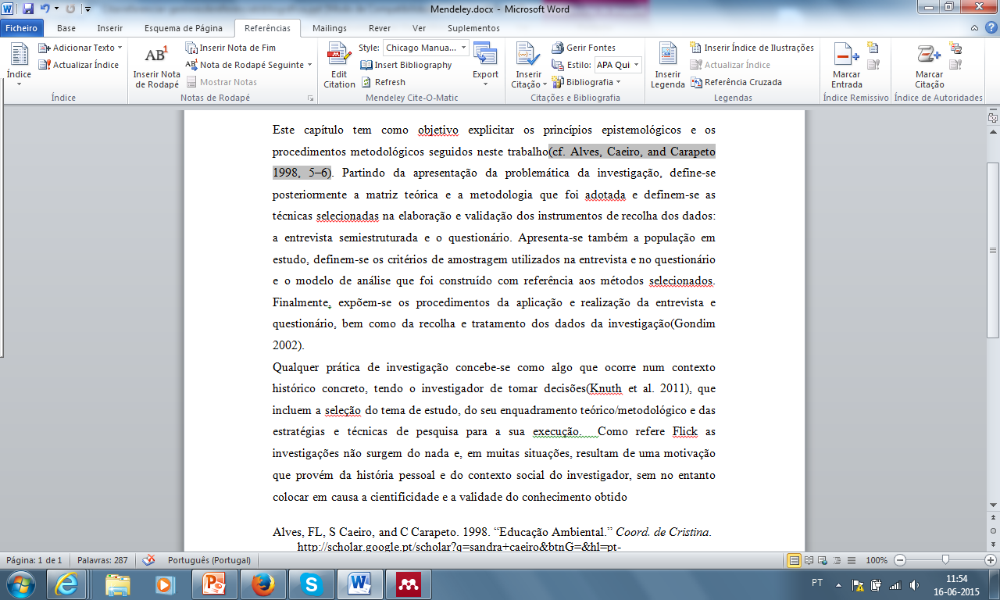 Mendeley.docx - Microsoft Word
Ficheiro Base Inserir Esquema de Página Referências Mailings Rever Ver Suplementos
Índice
Adicionar Texto
Actualizar Índice
Índice
Inserir Nota de Rodapé
Inserir Nota de Fim
Nota de Rodapé Seguinte
Mostrar Notas
Notas de Rodapé
Edit Citation
Style: Chicago Manua...
Insert Bibliography
Refresh
Export
Mendeley Cite-O-Matic
Inserir Citação
Gerir Fontes
Estilo: APA Qui
Bibliografia
Citações e Bibliografia
Inserir Legenda
Inserir Índice de Ilustrações
Actualizar Índice
Referência Cruzada
Legendas
Marcar Entrada
Índice Remissivo
Marcar Citação
Índice de Autoridades
Este capítulo tem como objetivo explicitar os princípios epistemológicos e os
procedimentos metodológicos seguidos neste trabalho(cf. Alves, Caeiro, and Carapeto
1998, 5–6). Partindo da apresentação da problemática da investigação, define-se
posteriormente a matriz teórica e a metodologia que foi adotada e definem-se as
técnicas selecionadas na elaboração e validação dos instrumentos de recolha dos dados:
a entrevista semiestruturada e o questionário. Apresenta-se também a população em
estudo, definem-se os critérios de amostragem utilizados na entrevista e no questionário
e o modelo de análise que foi construído com referência aos métodos selecionados.
Finalmente, expõem-se os procedimentos da aplicação e realização da entrevista e
questionário, bem como da recolha e tratamento dos dados da investigação(Gondim
2002).
Qualquer prática de investigação concebe-se como algo que ocorre num contexto
histórico concreto, tendo o investigador de tomar decisões(Knuth et al. 2011), que
incluem a seleção do tema de estudo, do seu enquadramento teórico/metodológico e das
estratégias e técnicas de pesquisa para a sua execução. Como refere Flick as
investigações não surgem do nada e, em muitas situações, resultam de uma motivação
que provém da história pessoal e do contexto social do investigador, sem no entanto
colocar em causa a cientificidade e a validade do conhecimento obtido
Alves, FL, S Caeiro, and C Carapeto. 1998. “Educação Ambiental.” Coord. de Cristina.
http://scholar.google.pt/scholar?q=sandra+caeiro&btnG=&hl=pt-
Página: 1 de 1 Palavras: 287 Português (Portugal) 100%
PT 11:54
16-06-2015